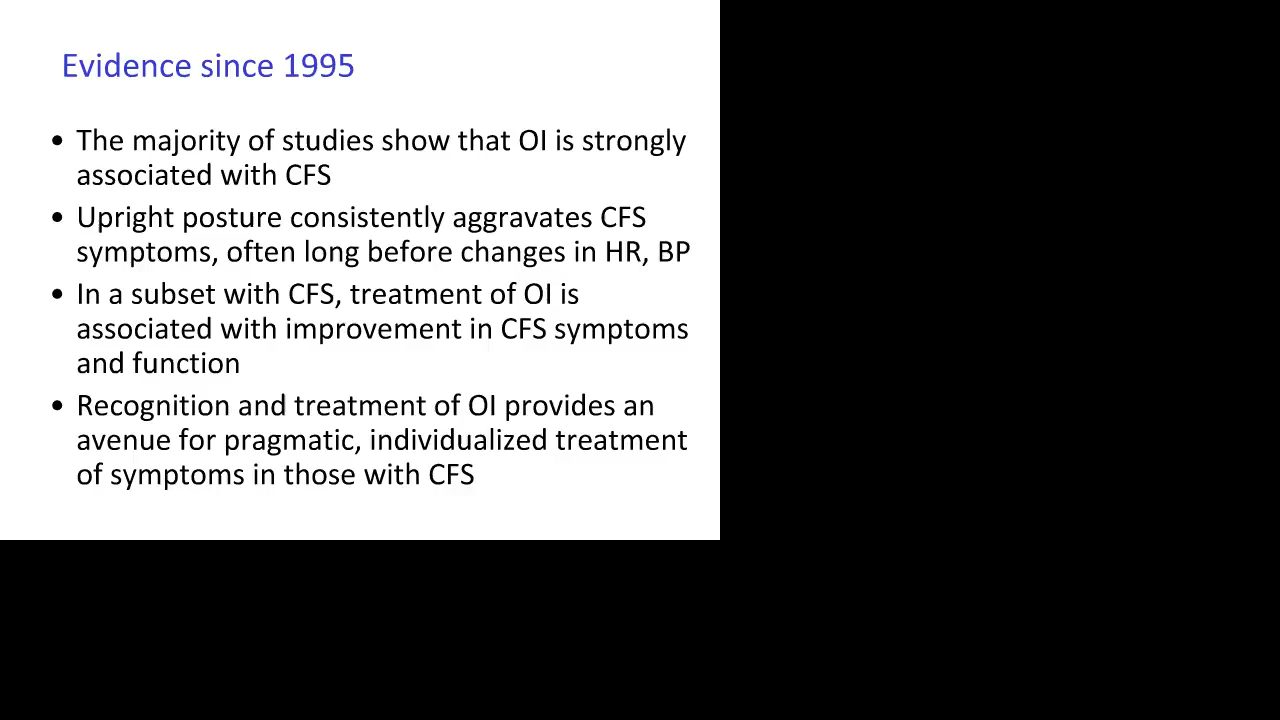 Evidence since 1995
• The majority of studies show that OI is strongly
associated with CFS
• Upright posture consistently aggravates CFS
symptoms, often long before changes in HR, BP
• In a subset with CFS, treatment of OI is
associated with improvement in CFS symptoms
and function
• Recognition and treatment of OI provides an
avenue for pragmatic, individualized treatment
of symptoms in those with CFS